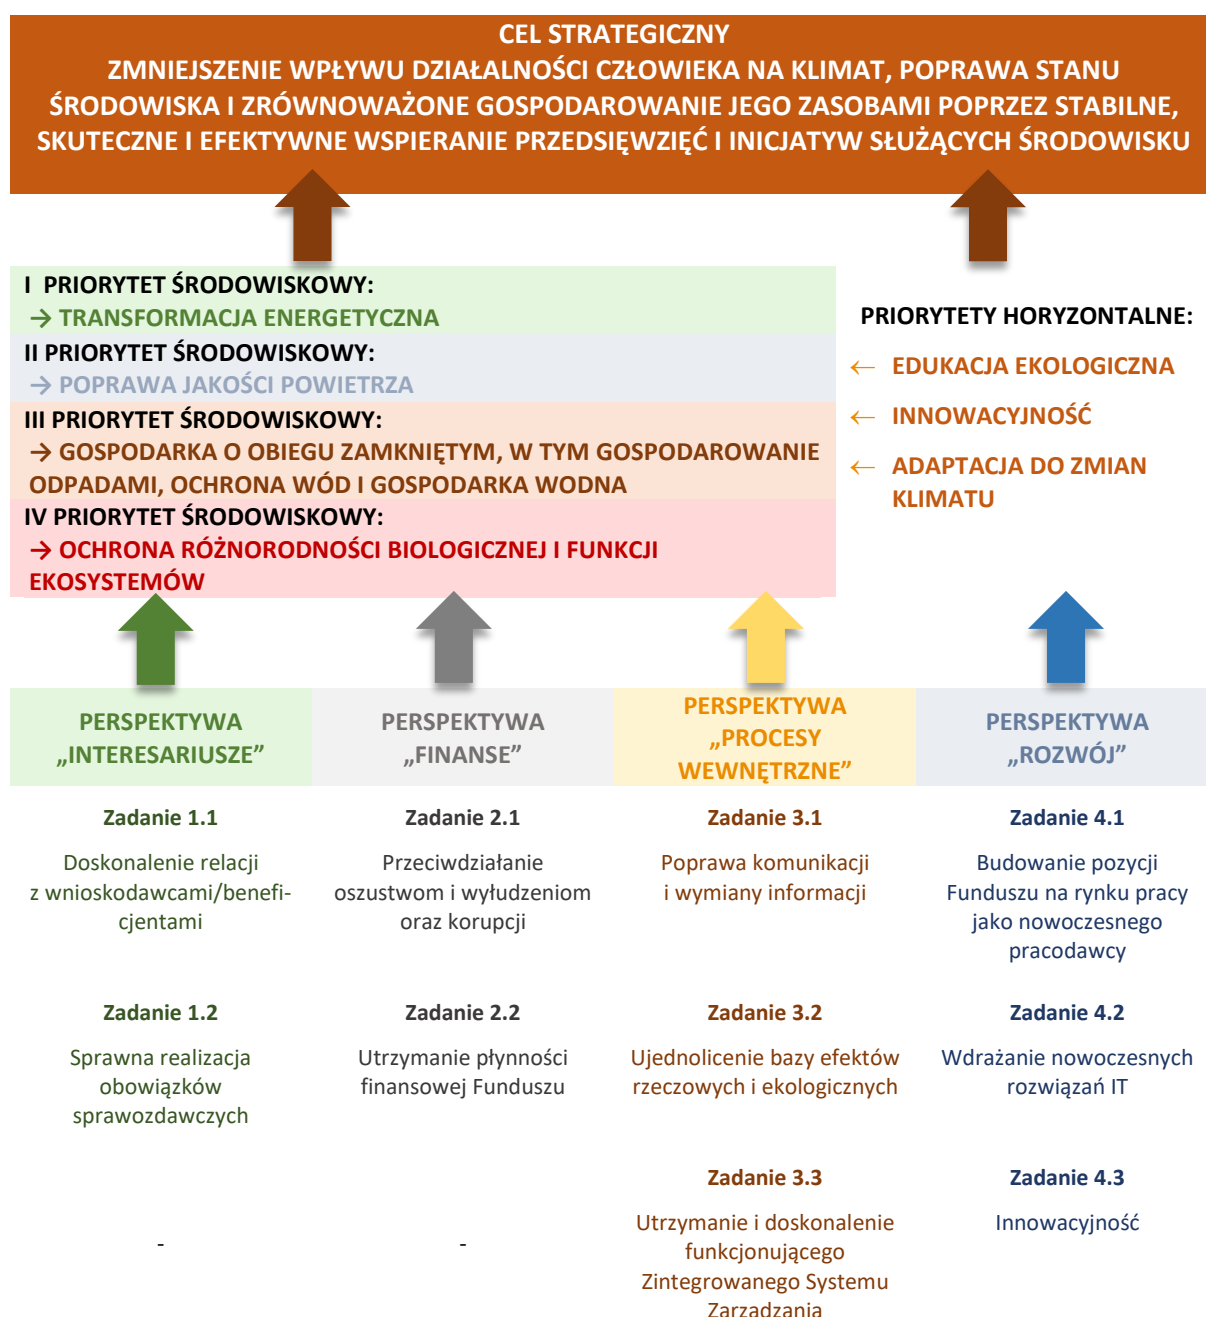 CEL STRATEGICZNY
ZMNIEJSZENIE WPŁYWU DZIAŁALNOŚCI CZŁOWIEKA NA KLIMAT, POPRAWA STANU
ŚRODOWISKA I ZRÓWNOWAŻONE GOSPODAROWANIE JEGO ZASOBAMI POPRZEZ STABILNE,
SKUTECZNE I EFEKTYWNE WSPIERANIE PRZEDSIĘWZIĘĆ I INICJATYW SŁUŻĄCYCH ŚRODOWISKU
I PRIORYTET ŚRODOWISKOWY:
→ TRANSFORMACJA ENERGETYCZNA
II PRIORYTET ŚRODOWISKOWY:
→ POPRAWA JAKOŚCI POWIETRZA
III PRIORYTET ŚRODOWISKOWY:
→ GOSPODARKA O OBIEGU ZAMKNIĘTYM, W TYM GOSPODAROWANIE
ODPADAMI, OCHRONA WÓD I GOSPODARKA WODNA
IV PRIORYTET ŚRODOWISKOWY:
→ OCHRONA RÓŻNORODNOŚCI BIOLOGICZNEJ I FUNKCJI
EKOSYSTEMÓW
PRIORYTETY HORYZONTALNE:
← EDUKACJA EKOLOGICZNA
← INNOWACYJNOŚĆ
← ADAPTACJA DO ZMIAN
KLIMATU
PERSPEKTYWA
„INTERESARIUSZE”
Zadanie 1.1
Doskonalenie relacji
z wnioskodawcami/benefi-
cjentami
Zadanie 1.2
Sprawna realizacja
obowiązków
sprawozdawczych
-
PERSPEKTYWA
„FINANSE”
Zadanie 2.1
Przeciwdziałanie
oszustwom i wyłudzeniom
oraz korupcji
Zadanie 2.2
Utrzymanie płynności
finansowej Funduszu
-
PERSPEKTYWA
„PROCESY
WEWNĘTRZNE”
Zadanie 3.1
Poprawa komunikacji
i wymiany informacji
Zadanie 3.2
Ujednolicenie bazy efektów
rzeczowych i ekologicznych
Zadanie 3.3
Utrzymanie i doskonalenie
funkcjonującego
Zintegrowanego Systemu
Zarzadzania
PERSPEKTYWA
„ROZWÓJ”
Zadanie 4.1
Budowanie pozycji
Funduszu na rynku pracy
jako nowoczesnego
pracodawcy
Zadanie 4.2
Wdrażanie nowoczesnych
rozwiązań IT
Zadanie 4.3
Innowacyjność